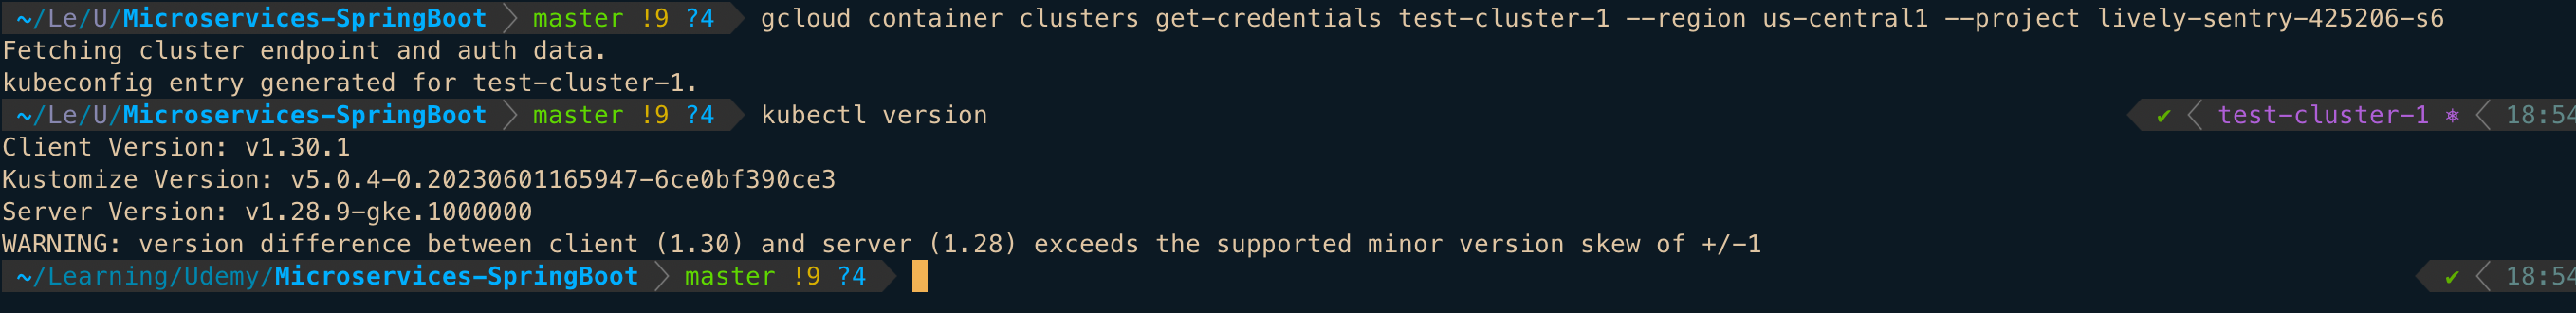 ~/Le/U/Microservices-SpringBoot master !9 ?4 gcloud container clusters get-credentials test-cluster-1 --region us-central1 --project lively-sentry-425206-s6
Fetching cluster endpoint and auth data.
kubeconfig entry generated for test-cluster-1.
~/Le/U/Microservices-SpringBoot master !9 ?4 kubectl version ✔ test-cluster-1 ⎈ 18:54
Client Version: v1.30.1
Kustomize Version: v5.0.4-0.20230601165947-6ce0bf390ce3
Server Version: v1.28.9-gke.1000000
WARNING: version difference between client (1.30) and server (1.28) exceeds the supported minor version skew of +/-1
~/Learning/Udemy/Microservices-SpringBoot master !9 ?4 ✔ 18:54